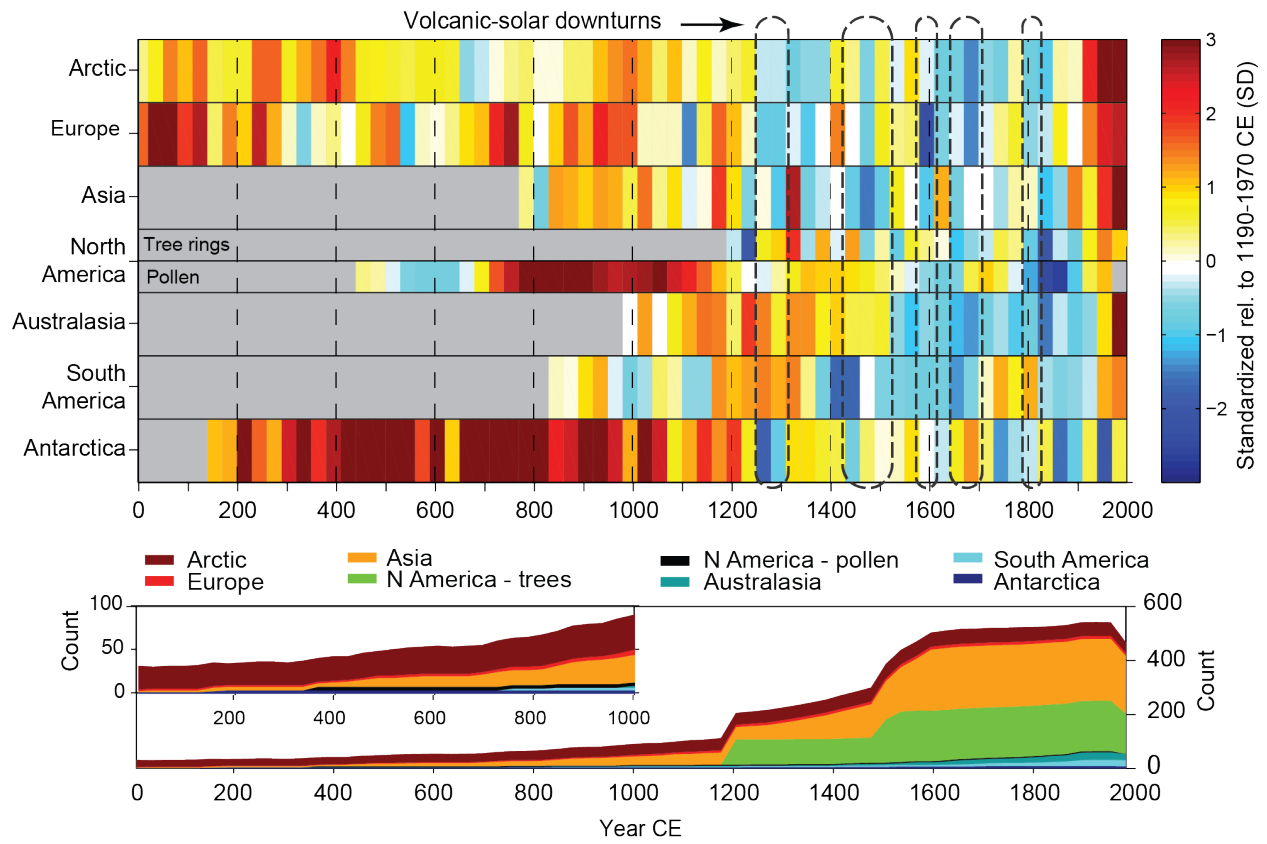 Volcanic-solar downturns
Arctic
Europe
Asia
North
America
Tree rings
Pollen
Australasia
South
America
Antarctica
0 200 400 600 800 1000 1200 1400 1600 1800 2000
3
2
1
0
−1
−2
Standardized rel. to 1190-1970 CE (SD)
Arctic Asia N America - pollen South America
Europe N America - trees Australasia Antarctica
100
50
0
Count
200 400 600 800 1000
600
400
200
0
Count
0 200 400 600 800 1000 1200 1400 1600 1800 2000
Year CE